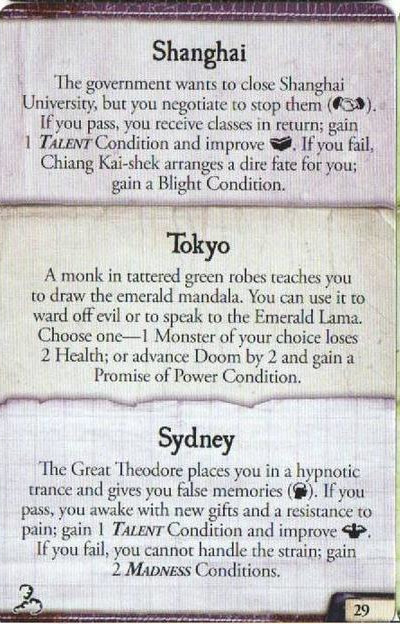 Shanghai
The government wants to close Shanghai
University, but you negotiate to stop them ( ).
If you pass, you receive classes in return; gain
1 TALENT Condition and improve . If you fail,
Chiang Kai-shek arranges a dire fate for you;
gain a Blight Condition.
Tokyo
A monk in tattered green robes teaches you
to draw the emerald mandala. You can use it to
ward off evil or to speak to the Emerald Lama.
Choose one—1 Monster of your choice loses
2 Health; or advance Doom by 2 and gain a
Promise of Power Condition.
Sydney
The Great Theodore places you in a hypnotic
trance and gives you false memories ( ). If you
pass, you awake with new gifts and a resistance to
pain; gain 1 TALENT Condition and improve .
If you fail, you cannot handle the strain; gain
2 MADNESS Conditions.
29